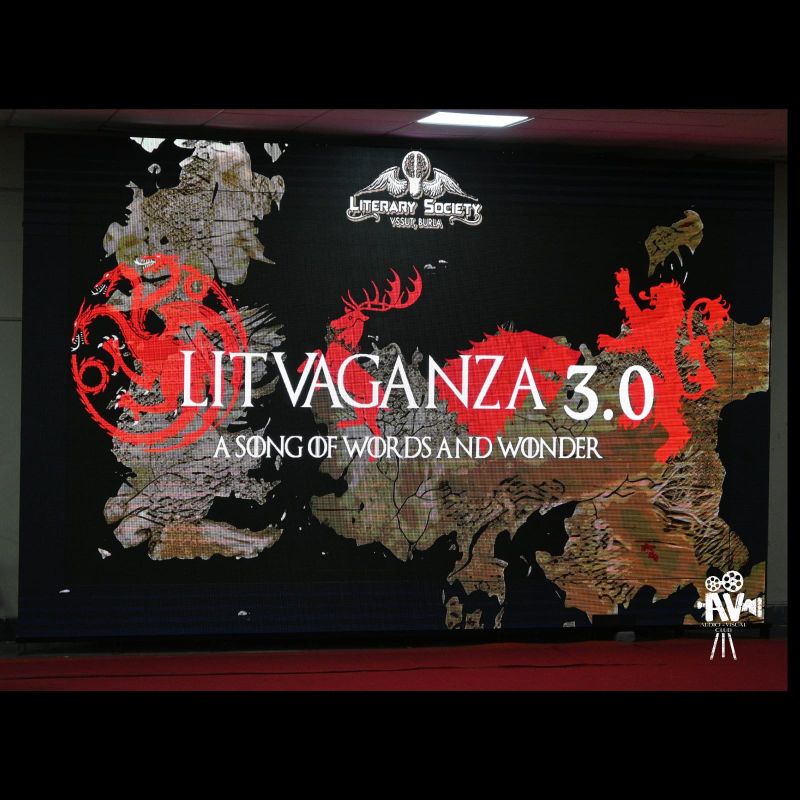 LITERARY SOCIETY
VSSUT, BURLA
LITVAGANZA 3.0
A SONG OF WORDS AND WONDER
AV
AUDIO-VISUAL
CLUB